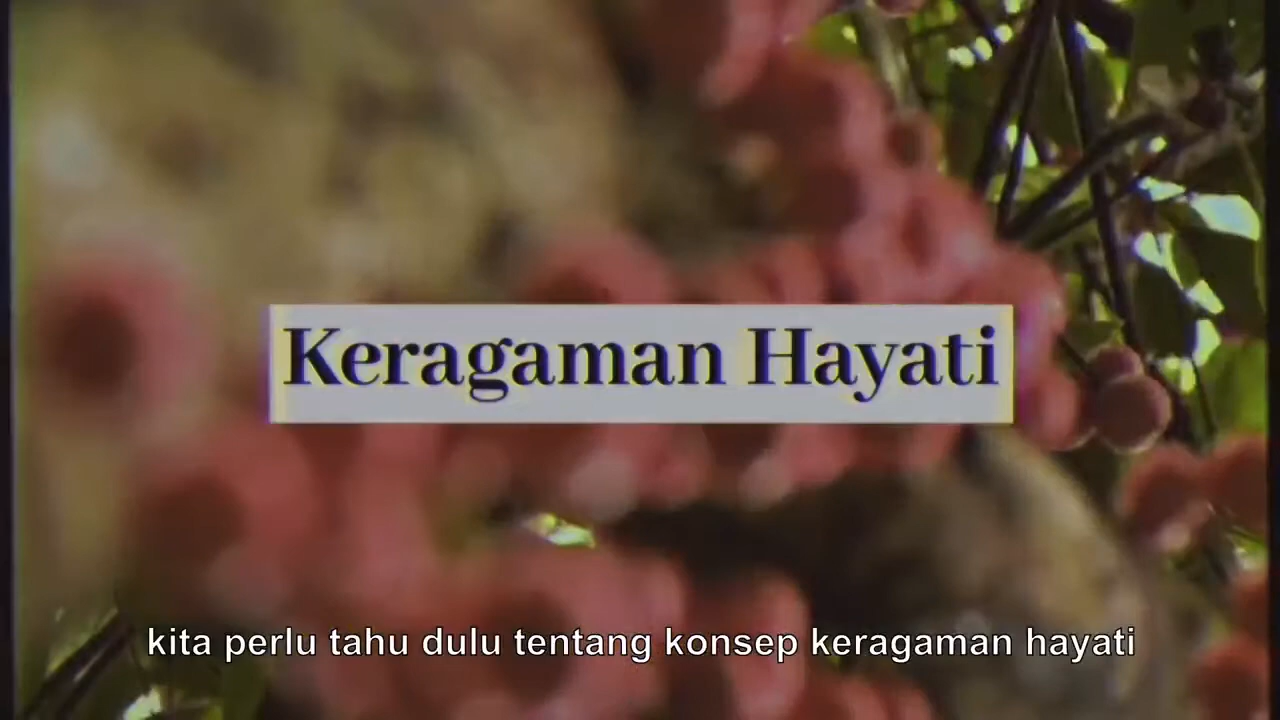 Keragaman Hayati
kita perlu tahu dulu tentang konsep keragaman hayati